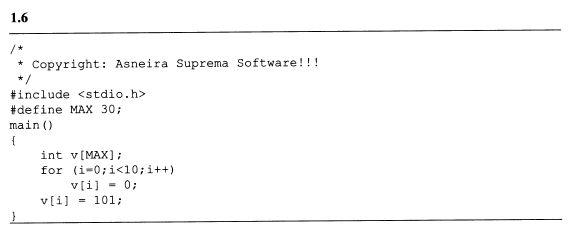 1.6
/*
 * Copyright: Asneira Suprema Software!!!
 */
#include <stdio.h>
#define MAX 30;
main()
{
    int v[MAX];
    for (i=0;i<10;i++)
        v[i] = 0;
    v[i] = 101;
}